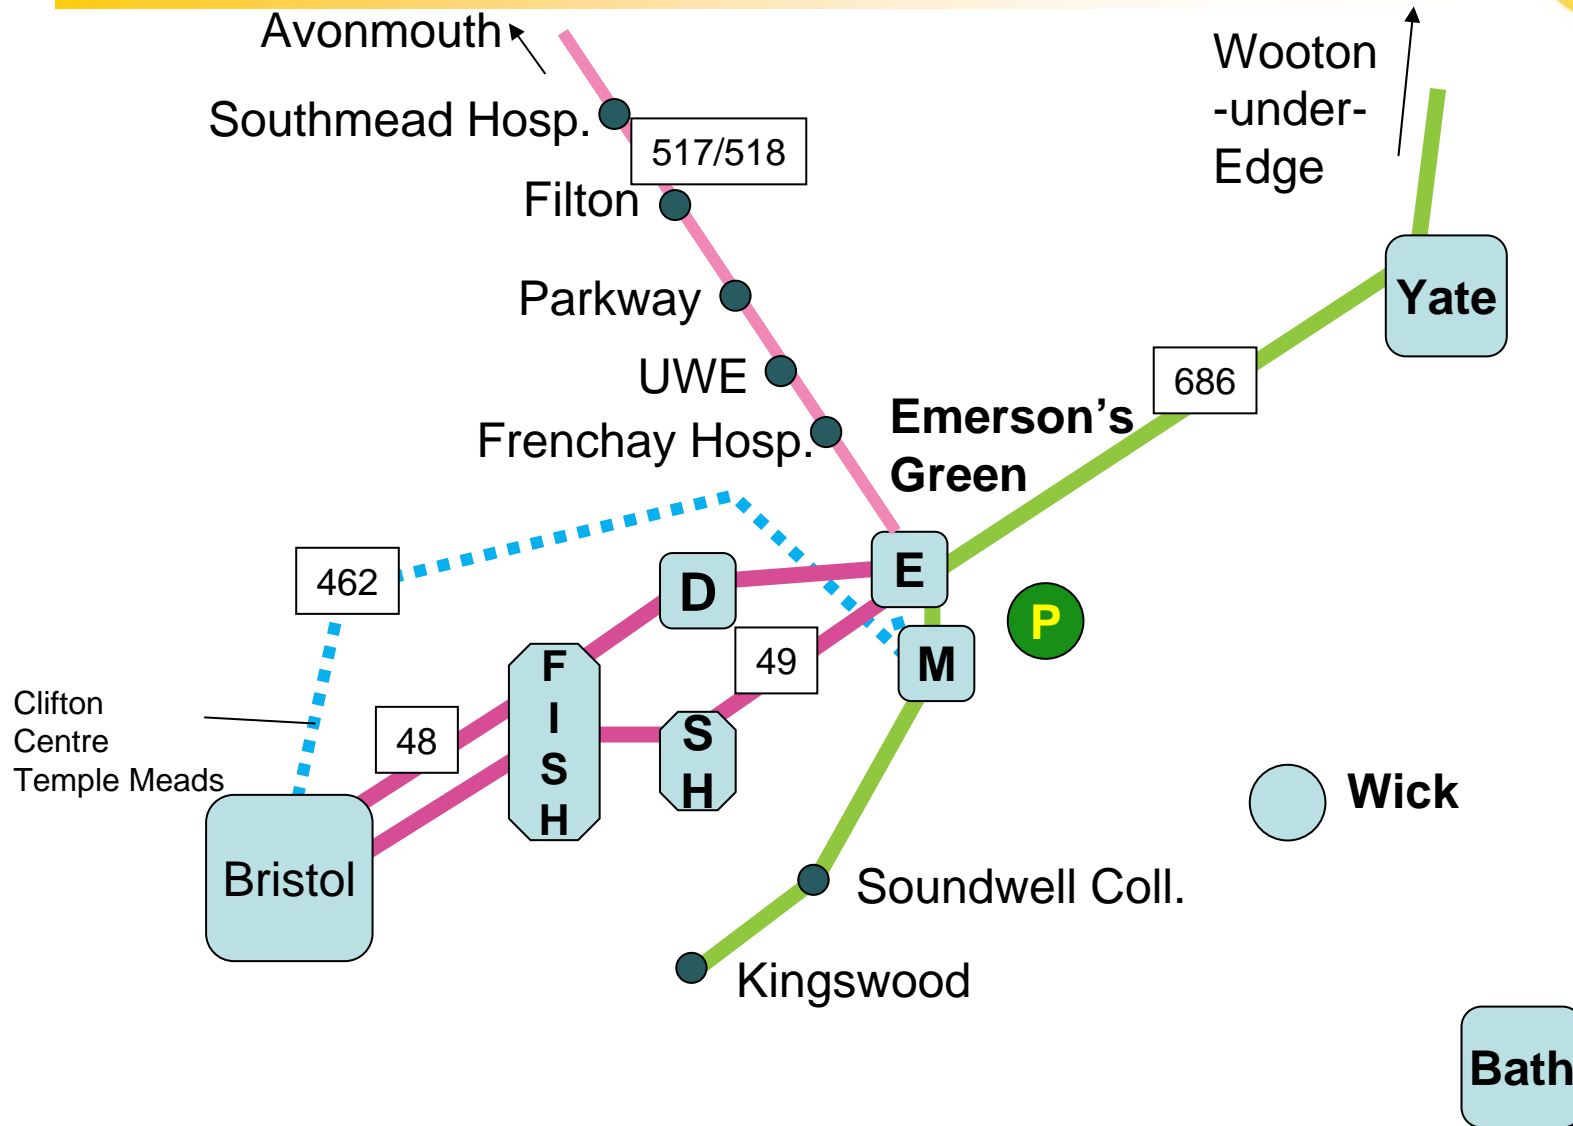 Avonmouth
Southmead Hosp.
517/518
Filton
Parkway
UWE
Frenchay Hosp.
Wooton
-under-
Edge
Yate
686
Emerson’s
Green
462
D
E
P
49
M
F
I
S
H
S
H
48
Clifton
Centre
Temple Meads
Bristol
Wick
Soundwell Coll.
Kingswood
Bath